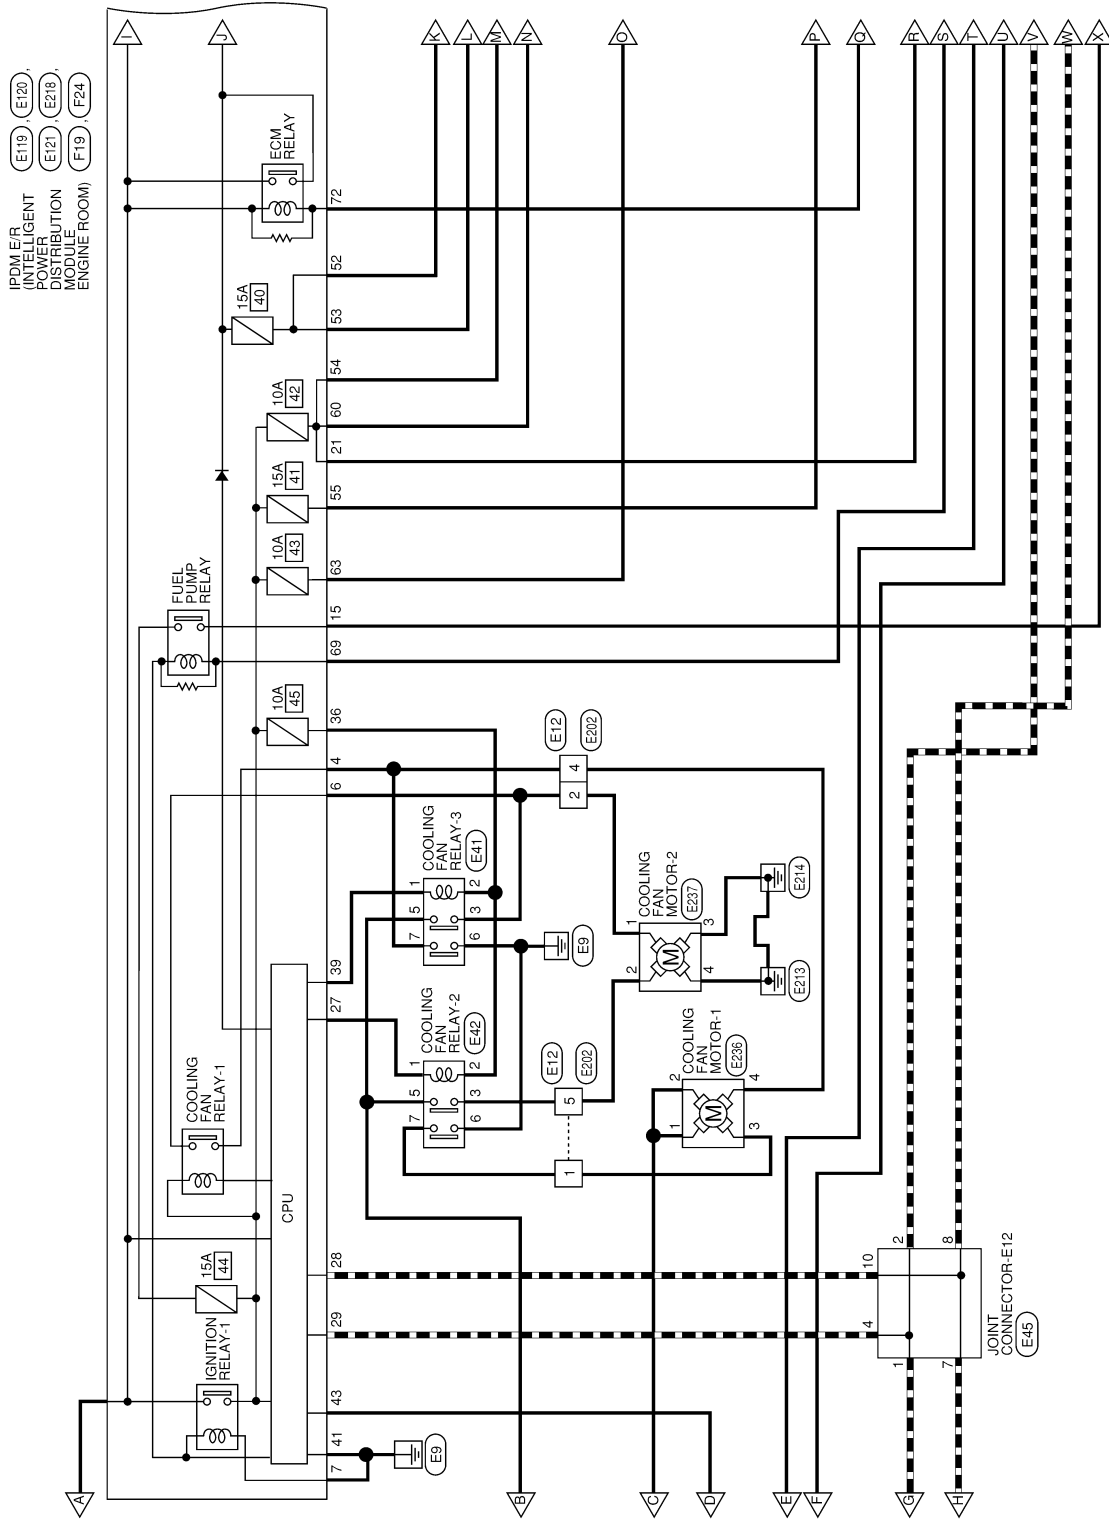 IPDM E/R
(INTELLIGENT
POWER
DISTRIBUTION
MODULE
ENGINE ROOM)
E119 , E120 ,
E121 , E218 ,
F19 , F24
A
I
J
K
L
M
N
O
P
Q
R
S
T
U
V
W
X
IGNITION
RELAY-1
15A
44
COOLING
FAN
RELAY-1
CPU
FUEL
PUMP
RELAY
10A
45
10A
43
15A
41
10A
42
15A
40
ECM
RELAY
7
41
43
29
28
27
39
6
4
36
69
15
63
55
21
60
54
53
52
72
E9
COOLING
FAN
RELAY-2
E42
7
5
1
6
3
2
COOLING
FAN
RELAY-3
E41
7
5
1
6
3
2
E9
E12
E202
1
5
E12
E202
2
4
COOLING
FAN
MOTOR-1
E236
M
1
2
3
4
COOLING
FAN
MOTOR-2
E237
M
2
1
4
3
E213
E214
JOINT
CONNECTOR-E12
E45
4
10
1
2
7
8
B
C
D
E
F
G
H